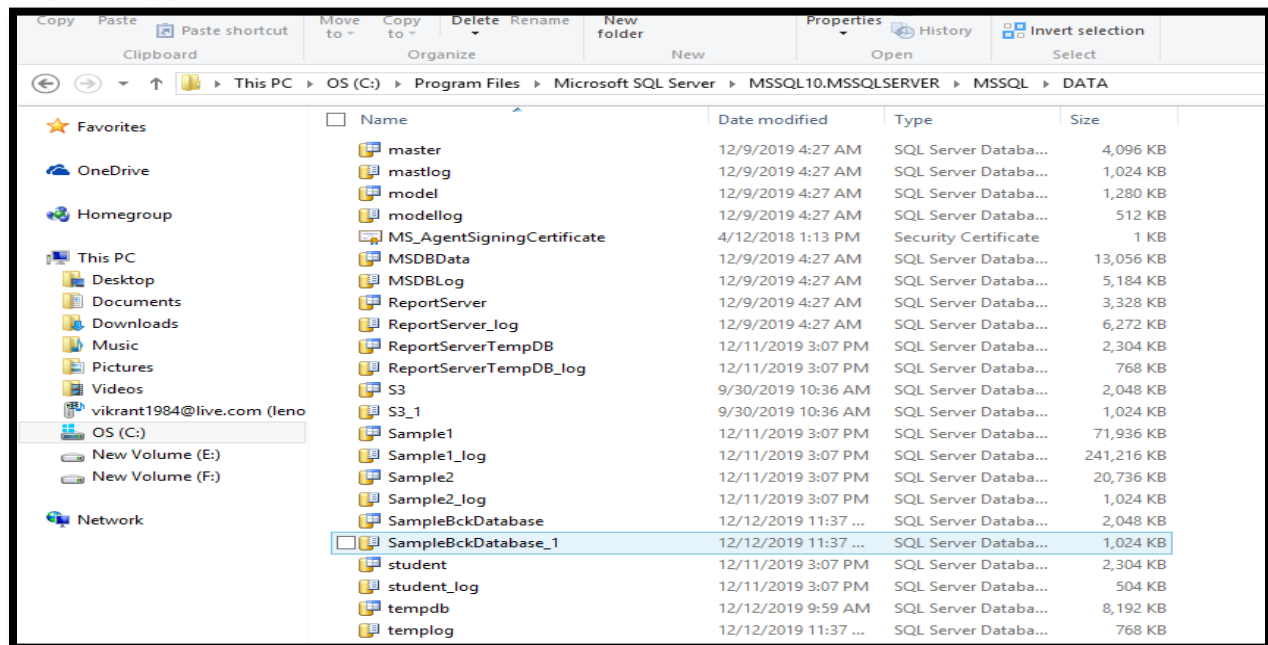 Copy Paste Move Copy Delete Rename New Properties
Paste shortcut to to folder History Invert selection
Clipboard Organize New Open Select
This PC OS (C:) Program Files Microsoft SQL Server MSSQL10.MSSQLSERVER MSSQL DATA
Favorites
OneDrive
Homegroup
This PC
Desktop
Documents
Downloads
Music
Pictures
Videos
vikrant1984@live.com (leno
OS (C:)
New Volume (E:)
New Volume (F:)
Network
Name Date modified Type Size
master 12/9/2019 4:27 AM SQL Server Databa... 4,096 KB
mastlog 12/9/2019 4:27 AM SQL Server Databa... 1,024 KB
model 12/9/2019 4:27 AM SQL Server Databa... 1,280 KB
modellog 12/9/2019 4:27 AM SQL Server Databa... 512 KB
MS_AgentSigningCertificate 4/12/2018 1:13 PM Security Certificate 1 KB
MSDBData 12/9/2019 4:27 AM SQL Server Databa... 13,056 KB
MSDBLog 12/9/2019 4:27 AM SQL Server Databa... 5,184 KB
ReportServer 12/9/2019 4:27 AM SQL Server Databa... 3,328 KB
ReportServer_log 12/9/2019 4:27 AM SQL Server Databa... 6,272 KB
ReportServerTempDB 12/11/2019 3:07 PM SQL Server Databa... 2,304 KB
ReportServerTempDB_log 12/11/2019 3:07 PM SQL Server Databa... 768 KB
S3 9/30/2019 10:36 AM SQL Server Databa... 2,048 KB
S3_1 9/30/2019 10:36 AM SQL Server Databa... 1,024 KB
Sample1 12/11/2019 3:07 PM SQL Server Databa... 71,936 KB
Sample1_log 12/11/2019 3:07 PM SQL Server Databa... 241,216 KB
Sample2 12/11/2019 3:07 PM SQL Server Databa... 20,736 KB
Sample2_log 12/11/2019 3:07 PM SQL Server Databa... 1,024 KB
SampleBckDatabase 12/12/2019 11:37 ... SQL Server Databa... 2,048 KB
SampleBckDatabase_1 12/12/2019 11:37 ... SQL Server Databa... 1,024 KB
student 12/11/2019 3:07 PM SQL Server Databa... 2,304 KB
student_log 12/11/2019 3:07 PM SQL Server Databa... 504 KB
tempdb 12/12/2019 9:59 AM SQL Server Databa... 8,192 KB
templog 12/12/2019 11:37 ... SQL Server Databa... 768 KB